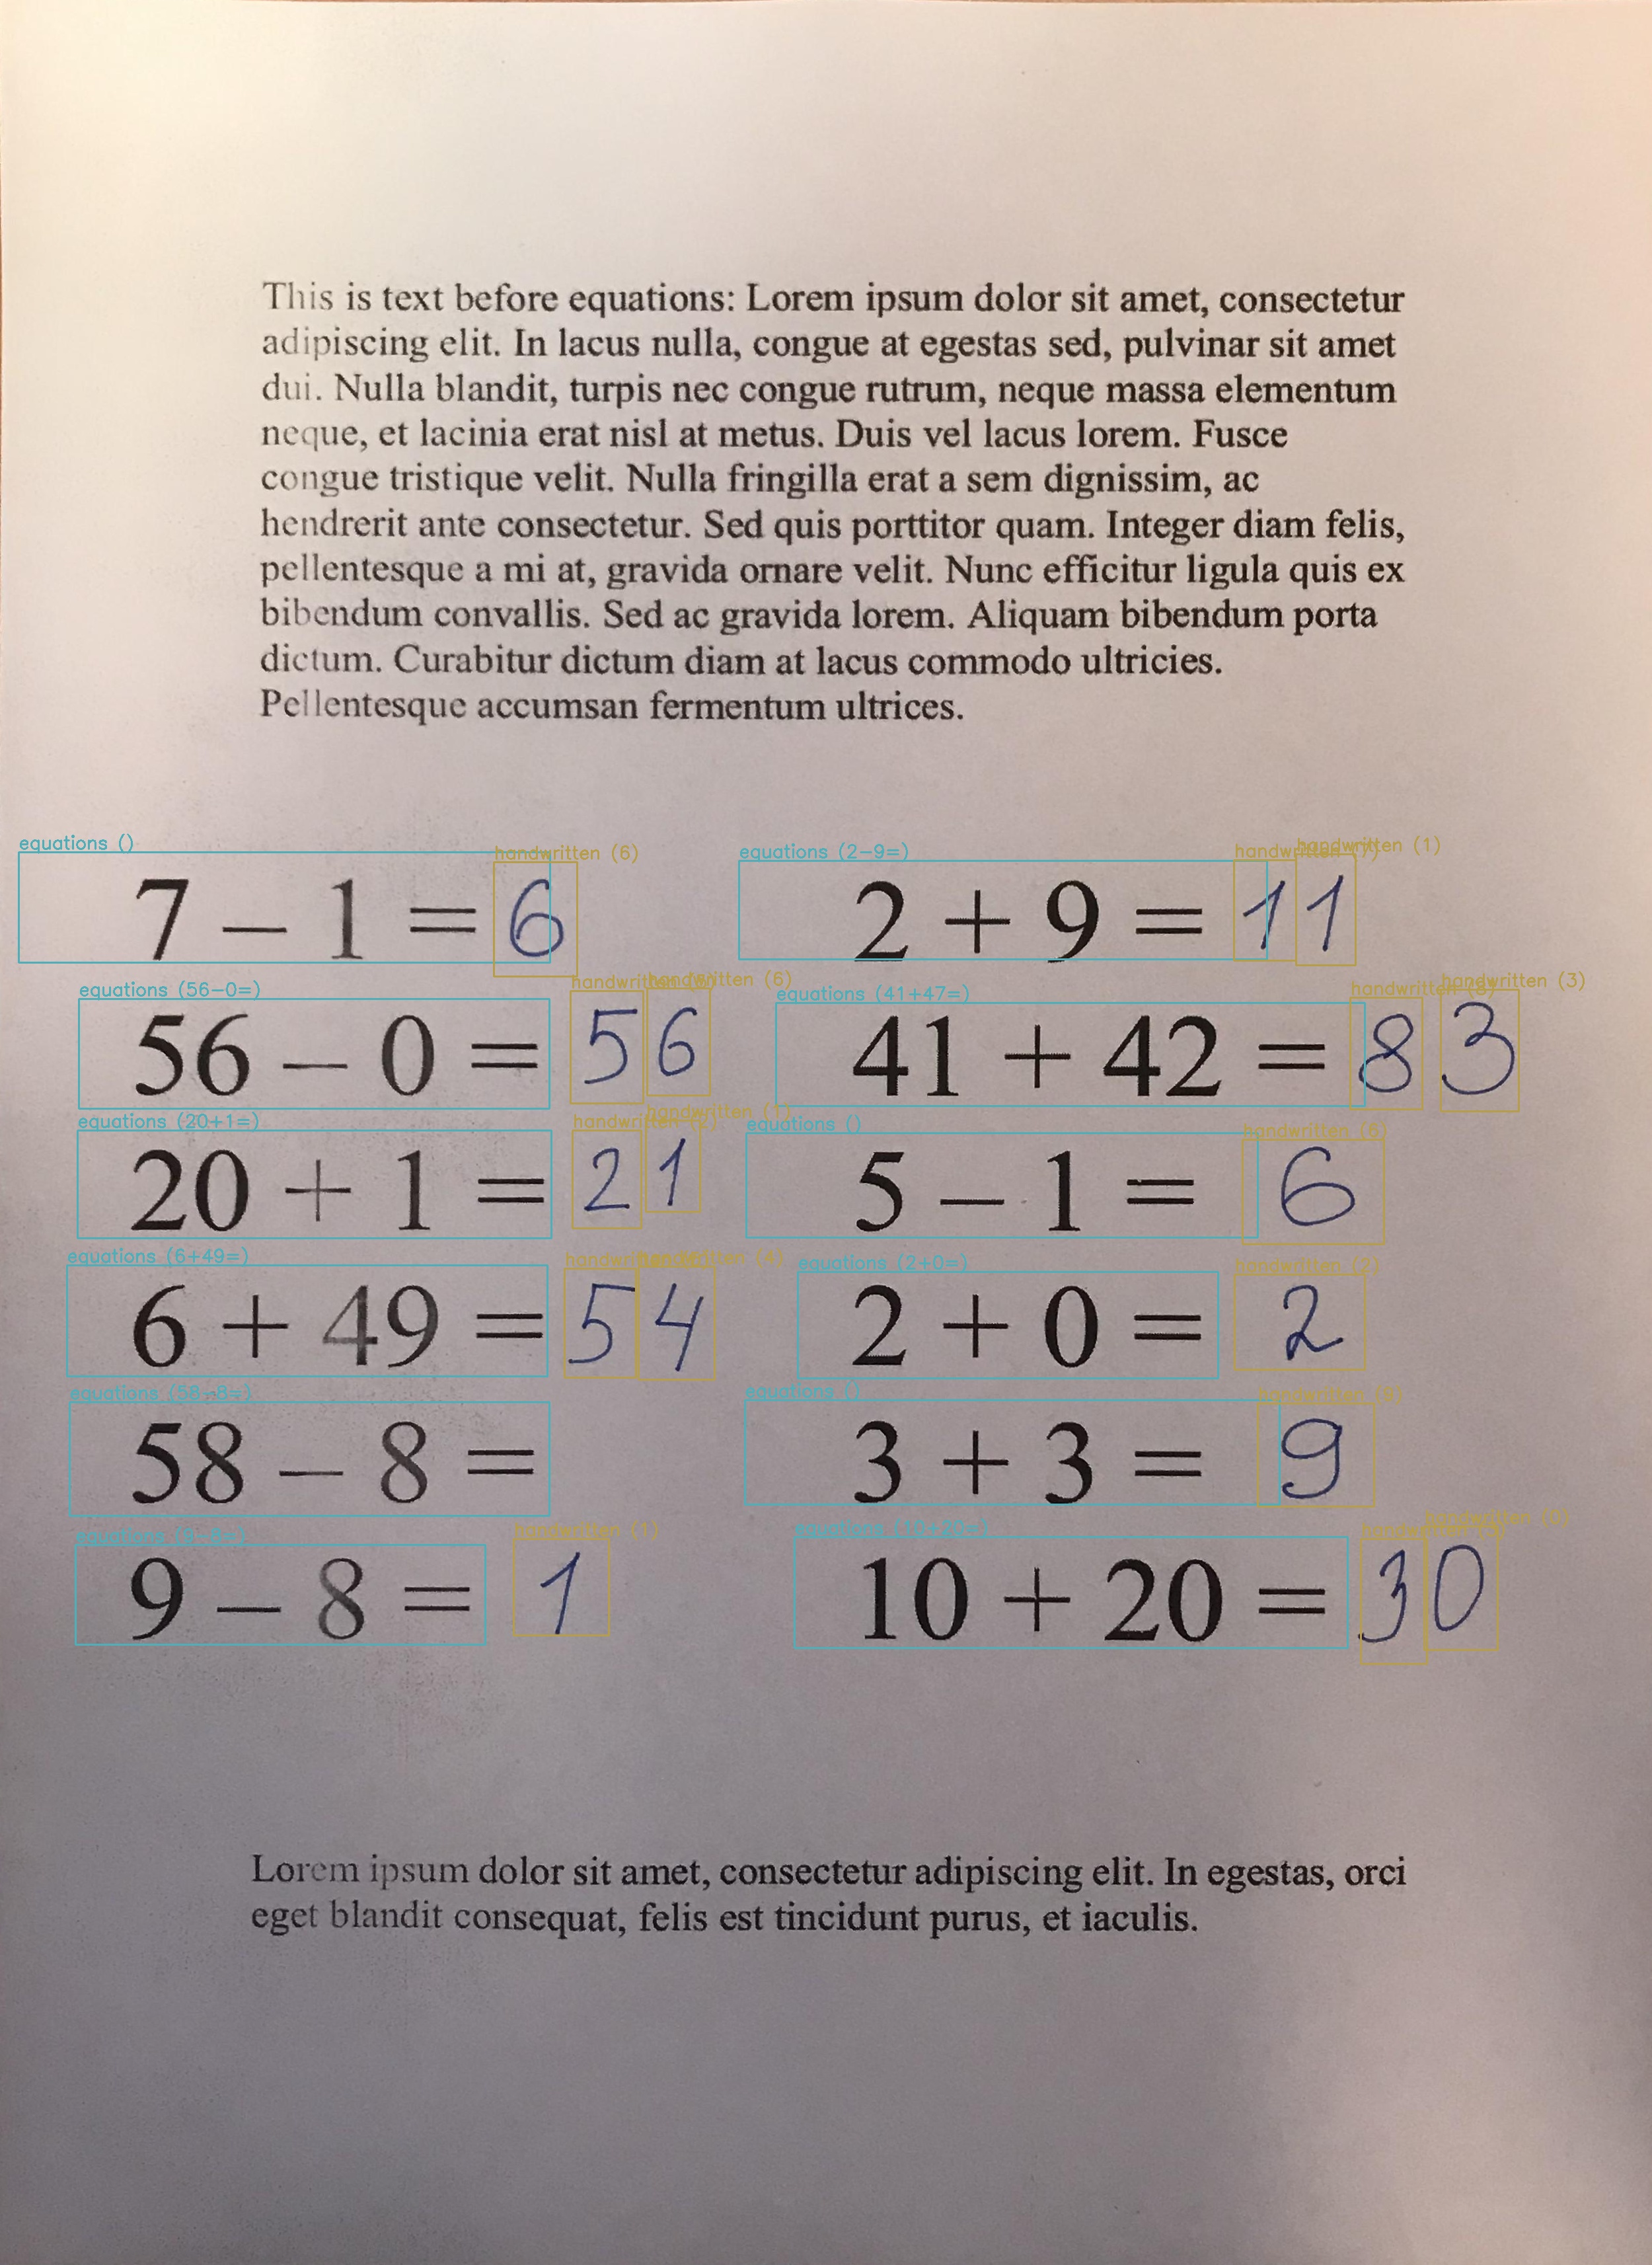 This is text before equations: Lorem ipsum dolor sit amet, consectetur
adipiscing elit. In lacus nulla, congue at egestas sed, pulvinar sit amet
dui. Nulla blandit, turpis nec congue rutrum, neque massa elementum
neque, et lacinia erat nisl at metus. Duis vel lacus lorem. Fusce
congue tristique velit. Nulla fringilla erat a sem dignissim, ac
hendrerit ante consectetur. Sed quis porttitor quam. Integer diam felis,
pellentesque a mi at, gravida ornare velit. Nunc efficitur ligula quis ex
bibendum convallis. Sed ac gravida lorem. Aliquam bibendum porta
dictum. Curabitur dictum diam at lacus commodo ultricies.
Pellentesque accumsan fermentum ultrices.
equations () handwritten (6) equations (2-9=) handwritten (1)
7 – 1 = 6 2 + 9 = 11
equations (56-0=) handwritten handwritten (6) equations (41+47=) handwritten handwritten (3)
56 – 0 = 56 41 + 42 = 83
equations (20+1=) handwritten handwritten (1) equations () handwritten (6)
20 + 1 = 21 5 – 1 = 6
equations (6+49=) handwritten (4) equations (2+0=) handwritten (2)
6 + 49 = 54 2 + 0 = 2
equations (58-8=) equations () handwritten (9)
58 – 8 = 3 + 3 = 9
equations (9-8=) handwritten (1) equations (10+20=) handwritten (0)
9 – 8 = 1 10 + 20 = 30
Lorem ipsum dolor sit amet, consectetur adipiscing elit. In egestas, orci
eget blandit consequat, felis est tincidunt purus, et iaculis.